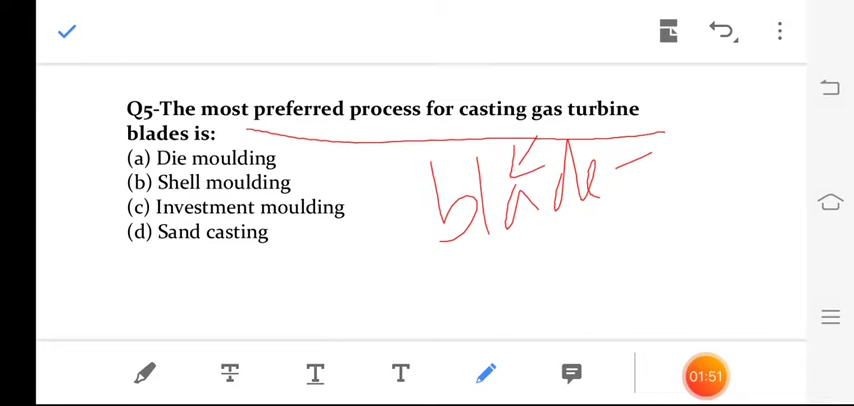 Q5-The most preferred process for casting gas turbine
blades is:
(a) Die moulding
(b) Shell moulding
(c) Investment moulding
(d) Sand casting
blade
T
T
T
01:51